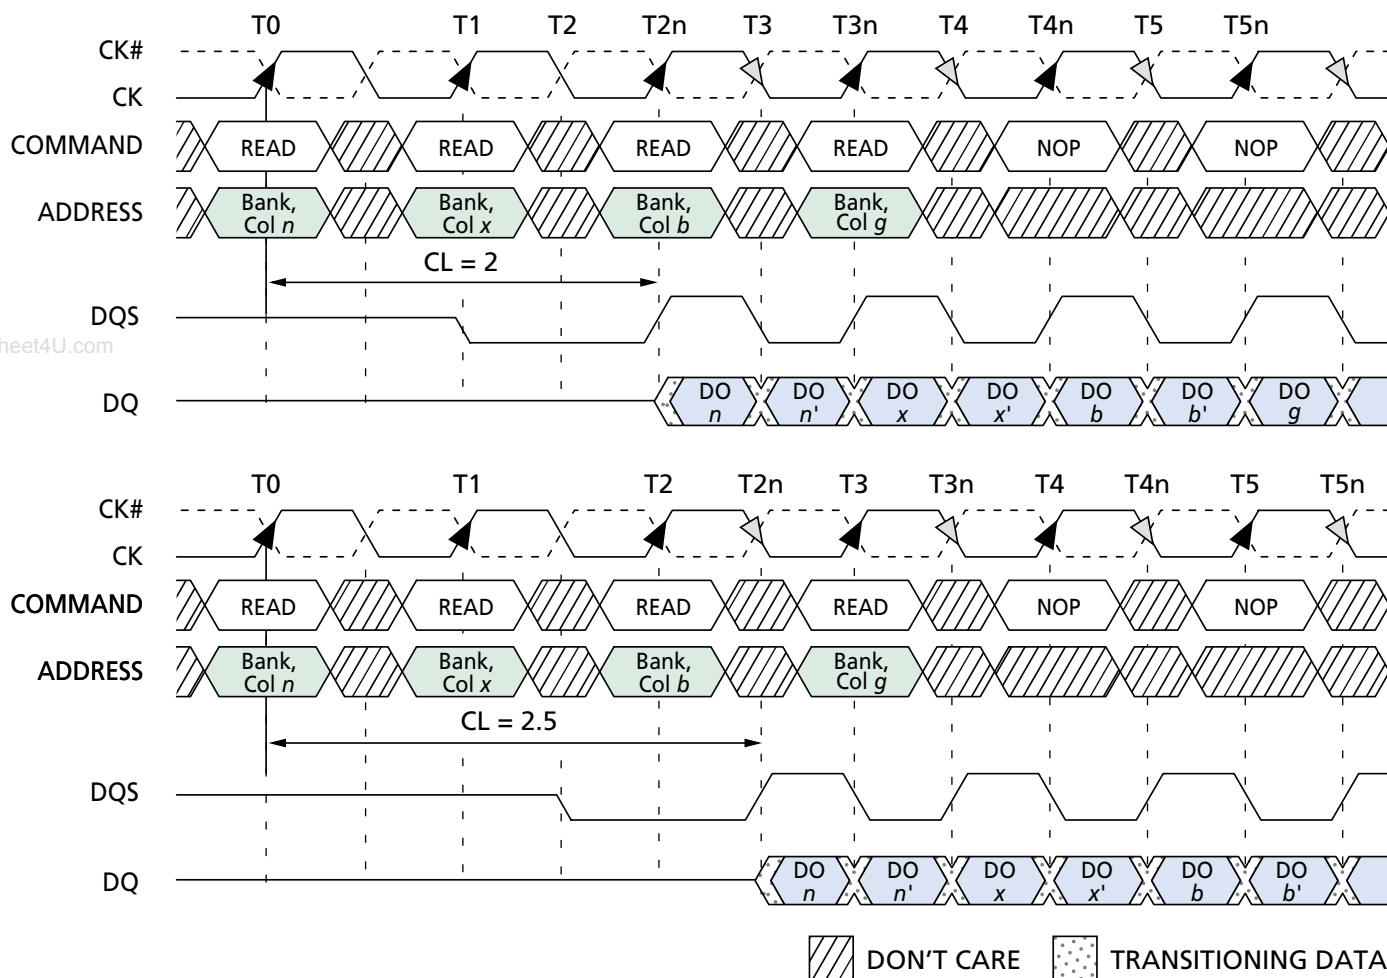 T0 T1 T2 T2n T3 T3n T4 T4n T5 T5n
CK#
CK
COMMAND READ READ READ READ NOP NOP
ADDRESS Bank, Col n Bank, Col x Bank, Col b Bank, Col g
CL = 2
DQS
heet4U.com
DQ DO n DO n' DO x DO x' DO b DO b' DO g
T0 T1 T2 T2n T3 T3n T4 T4n T5 T5n
CK#
CK
COMMAND READ READ READ READ NOP NOP
ADDRESS Bank, Col n Bank, Col x Bank, Col b Bank, Col g
CL = 2.5
DQS
DQ DO n DO n' DO x DO x' DO b DO b'
DON'T CARE TRANSITIONING DATA